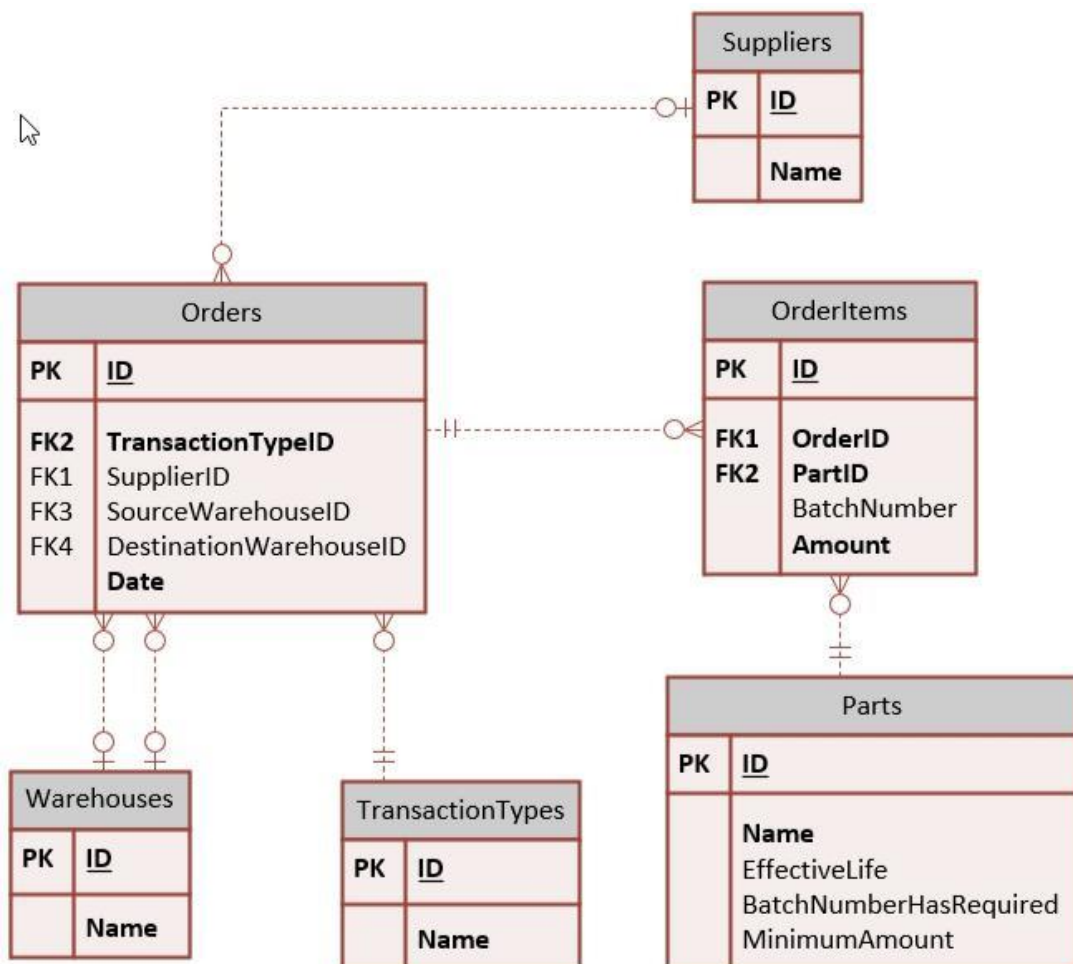 Suppliers
PK ID
Name
Orders
PK ID
FK2 TransactionTypeID
FK1 SupplierID
FK3 SourceWarehouseID
FK4 DestinationWarehouseID
Date
OrderItems
PK ID
FK1 OrderID
FK2 PartID
BatchNumber
Amount
Warehouses
PK ID
Name
TransactionTypes
PK ID
Name
Parts
PK ID
Name
EffectiveLife
BatchNumberHasRequired
MinimumAmount